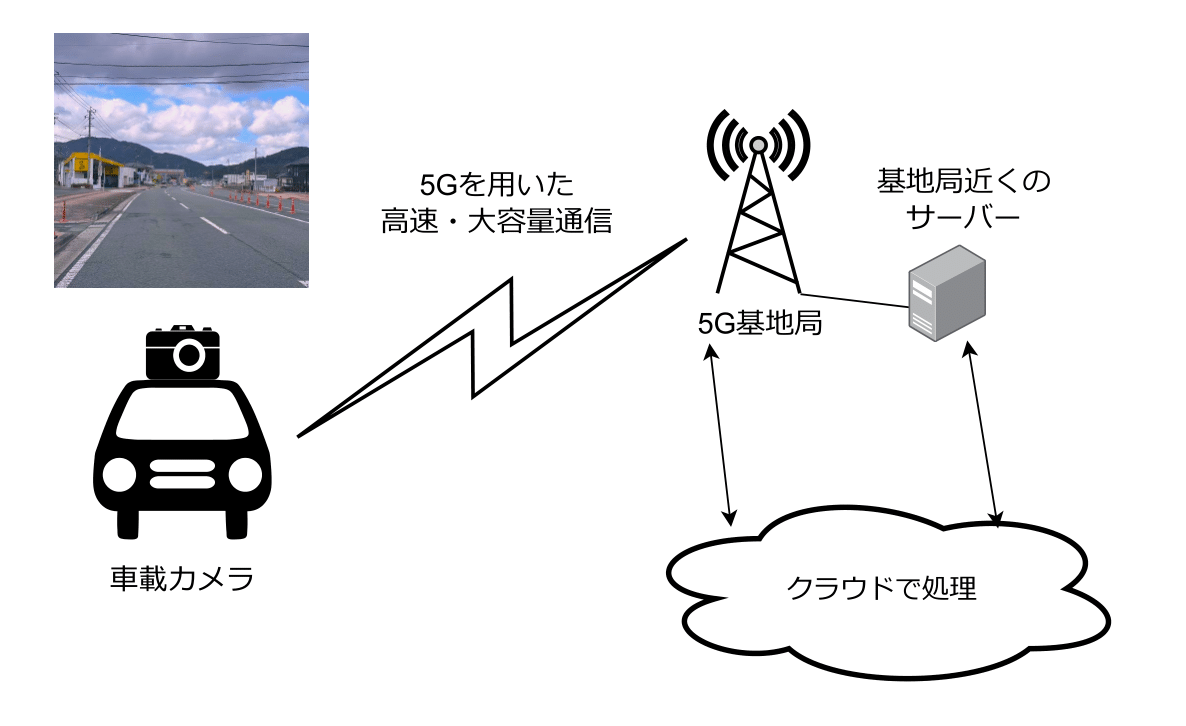 5Gを用いた
高速・大容量通信
基地局近くの
サーバー
5G基地局
車載カメラ
クラウドで処理